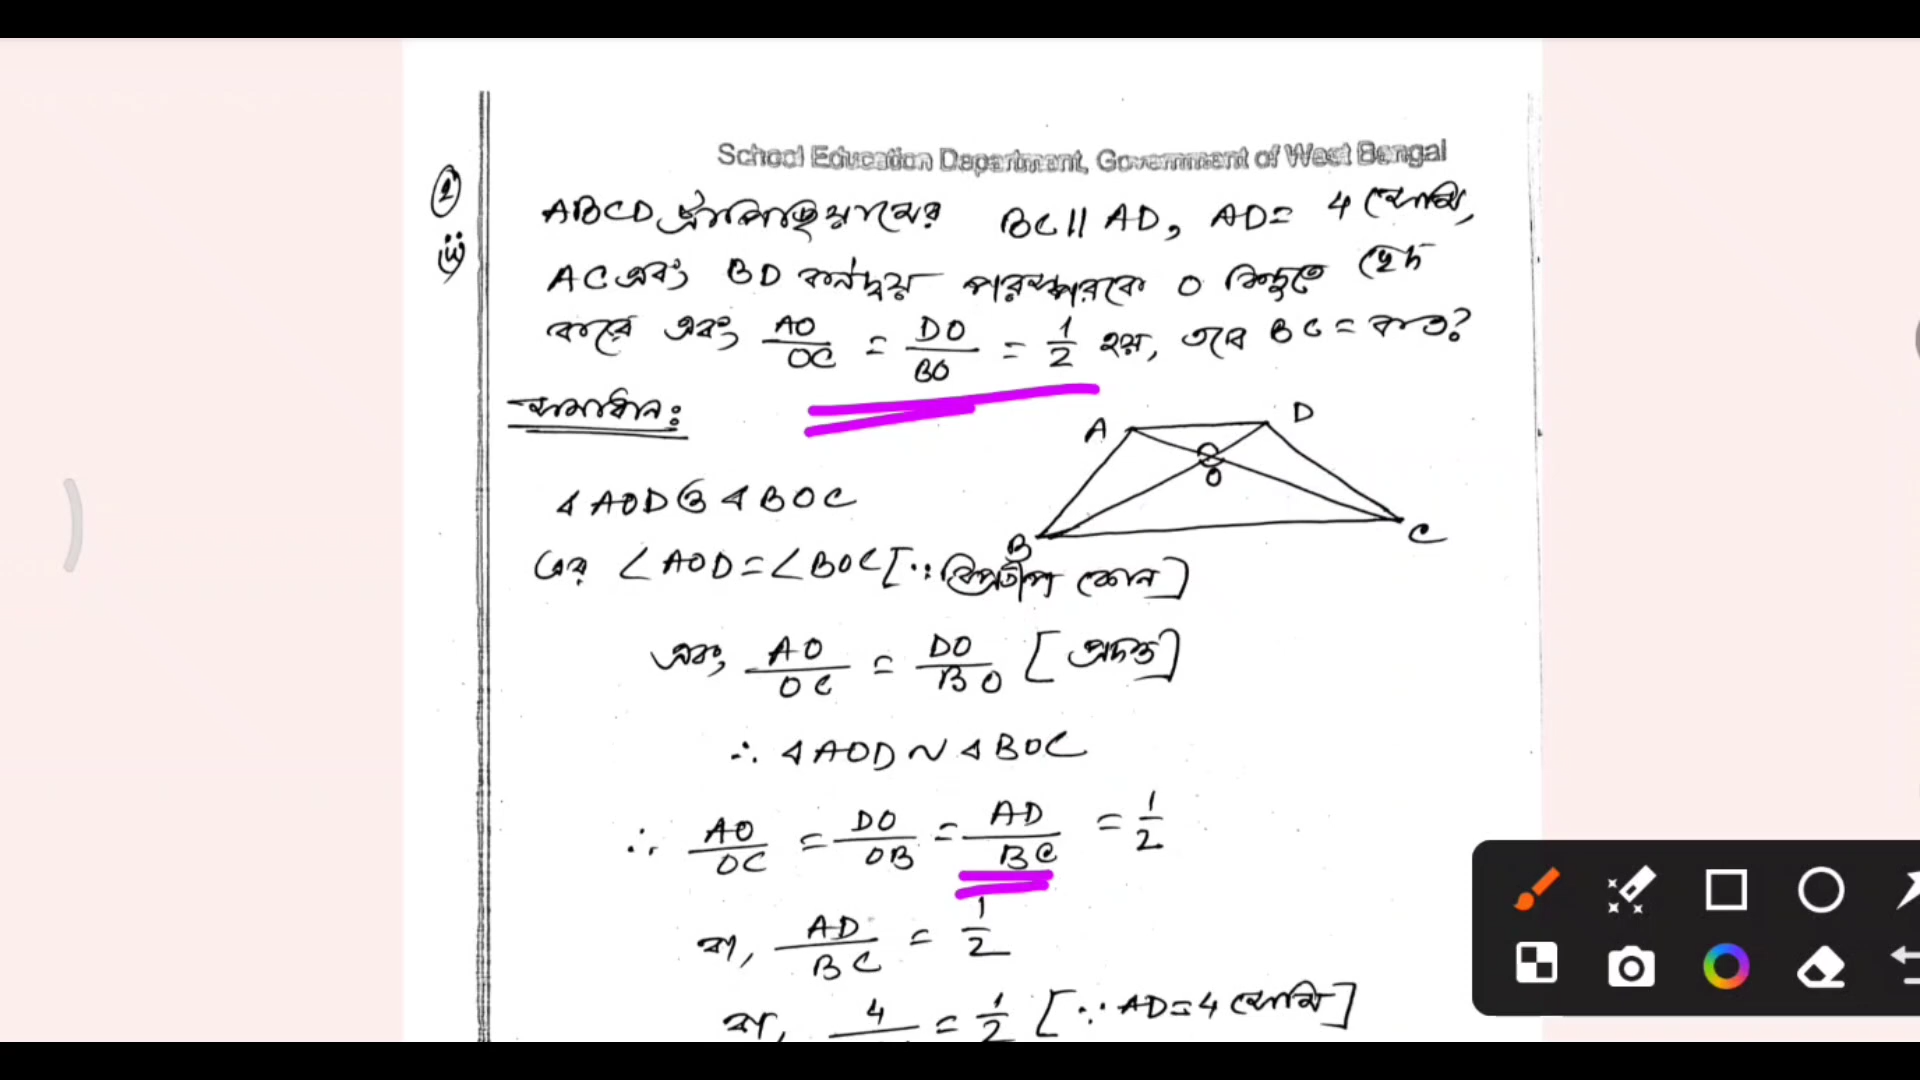 School Education Department, Government of West Bengal
2
ii)
ABCD ট্রাপিজিয়ামের BC || AD, AD = 4 সেমি,
AC এবং BD কর্ণদ্বয় পরস্পরকে O বিন্দুতে ছেদ
করে এবং AO/OC = DO/BO = 1/2 হয়, তবে BC = কত?
সমাধান:
A D
O
B C
△AOD ও △BOC
এর ∠AOD = ∠BOC [∵ বিপ্রতীপ কোন]
এবং, AO/OC = DO/BO [প্রদত্ত]
∴ △AOD ~ △BOC
∴ AO/OC = DO/OB = AD/BC = 1/2
বা, AD/BC = 1/2
বা, 4 = 1/2 [∵ AD = 4 সেমি]